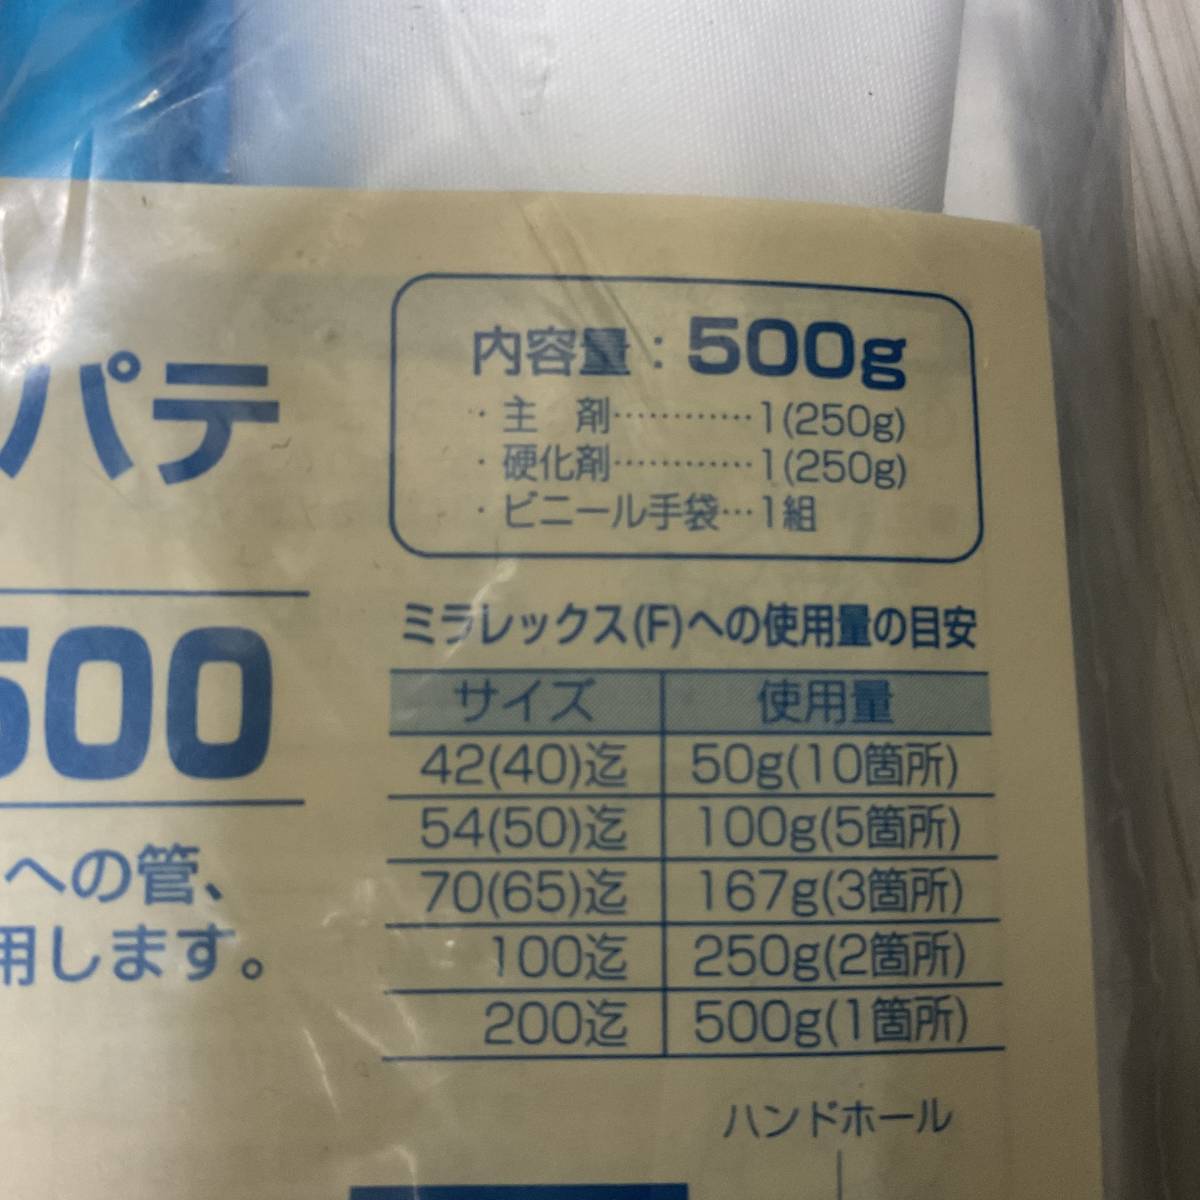 パテ
500
への管、
用します。
内容量：500g
・主　剤…………1(250g)
・硬化剤…………1(250g)
・ビニール手袋…1組
ミラレックス(F)への使用量の目安
サイズ　使用量
42(40)迄　50g(10箇所)
54(50)迄　100g(5箇所)
70(65)迄　167g(3箇所)
100迄　250g(2箇所)
200迄　500g(1箇所)
ハンドホール